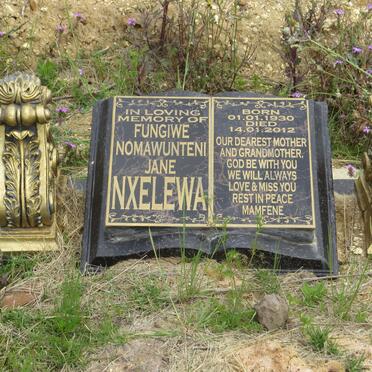 IN LOVING
MEMORY OF
FUNGIWE
NOMAWUNTENI
JANE
NXELEWA
BORN
01.01.1930
DIED
14.01.2012
OUR DEAREST MOTHER
AND GRANDMOTHER,
GOD BE WITH YOU
WE WILL ALWAYS
LOVE & MISS YOU
REST IN PEACE
MAMFENE